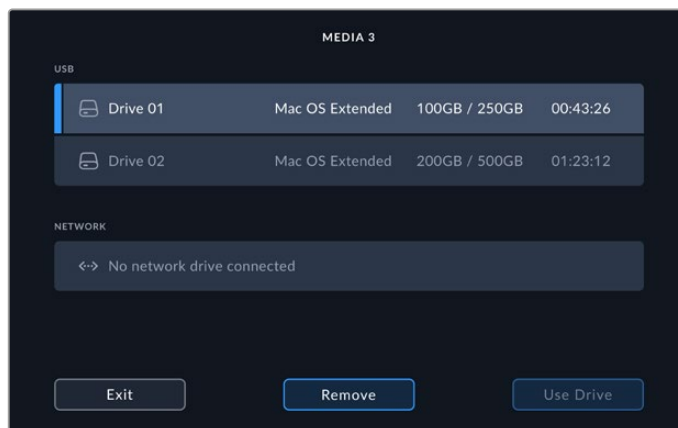 MEDIA 3
USB
Drive 01 Mac OS Extended 100GB / 250GB 00:43:26
Drive 02 Mac OS Extended 200GB / 500GB 01:23:12
NETWORK
No network drive connected
Exit Remove Use Drive